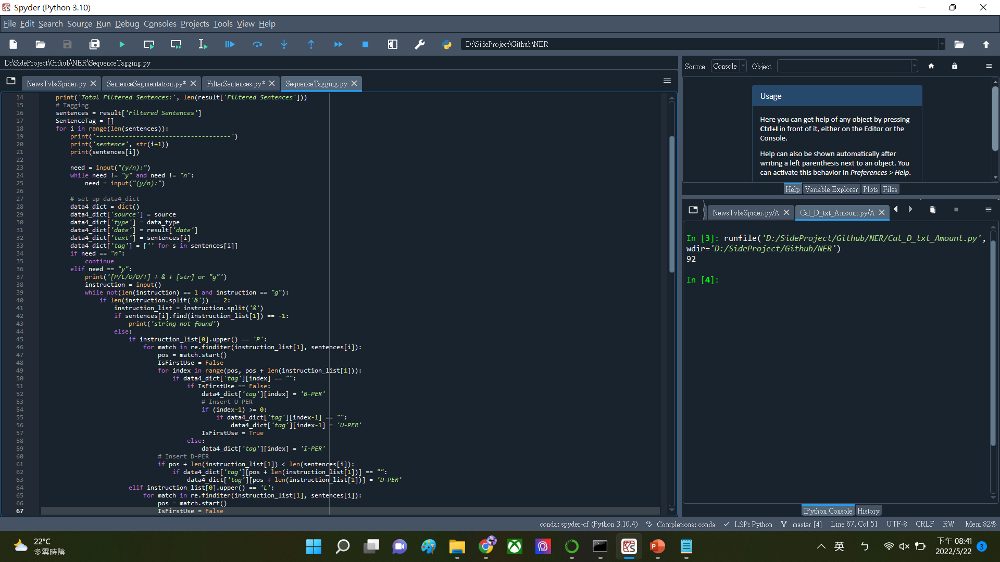 Spyder (Python 3.10)
File Edit Search Source Run Debug Consoles Projects Tools View Help
D:\SideProject\Github\NER
D:\SideProject\Github\NER\SequenceTagging.py
NewsTvbsSpider.py
SentenceSegmentation.py*
FilterSentences.py*
SequenceTagging.py
14 print('Total Filtered Sentences:', len(result['Filtered Sentences']))
15 # Tagging
16 sentences = result['Filtered Sentences']
17 SentenceTag = []
18 for i in range(len(sentences)):
19 print('-------------------------------------')
20 print('sentence', str(i+1))
21 print(sentences[i])
22
23 need = input("(y/n):")
24 while need != "y" and need != "n":
25 need = input("(y/n):")
26
27 # set up data4_dict
28 data4_dict = dict()
29 data4_dict['source'] = source
30 data4_dict['type'] = data_type
31 data4_dict['date'] = result['date']
32 data4_dict['text'] = sentences[i]
33 data4_dict['tag'] = ['' for s in sentences[i]]
34 if need == "n":
35 continue
36 elif need == "y":
37 print('[P/L/O/D/T] + & + [str] or "g"')
38 instruction = input()
39 while not(len(instruction) == 1 and instruction == "g"):
40 if len(instruction.split('&')) == 2:
41 instruction_list = instruction.split('&')
42 if sentences[i].find(instruction_list[1]) == -1:
43 print('string not found')
44 else:
45 if instruction_list[0].upper() == 'P':
46 for match in re.finditer(instruction_list[1], sentences[i]):
47 pos = match.start()
48 IsFirstUse = False
49 for index in range(pos, pos + len(instruction_list[1])):
50 if data4_dict['tag'][index] == "":
51 if IsFirstUse == False:
52 data4_dict['tag'][index] = 'B-PER'
53 # Insert U-PER
54 if (index-1) >= 0:
55 if data4_dict['tag'][index-1] == "":
56 data4_dict['tag'][index-1] = 'U-PER'
57 IsFirstUse = True
58 else:
59 data4_dict['tag'][index] = 'I-PER'
60 # Insert D-PER
61 if pos + len(instruction_list[1]) < len(sentences[i]):
62 if data4_dict['tag'][pos + len(instruction_list[1])] == "":
63 data4_dict['tag'][pos + len(instruction_list[1])] = 'D-PER'
64 elif instruction_list[0].upper() == 'L':
65 for match in re.finditer(instruction_list[1], sentences[i]):
66 pos = match.start()
67 IsFirstUse = False
Source Console Object
Usage
Here you can get help of any object by pressing
Ctrl+I in front of it, either on the Editor or the
Console.
Help can also be shown automatically after
writing a left parenthesis next to an object. You
can activate this behavior in Preferences > Help.
Help Variable Explorer Plots Files
NewsTvbsSpider.py/A Cal_D_txt_Amount.py/A
In [3]: runfile('D:/SideProject/Github/NER/Cal_D_txt_Amount.py',
wdir='D:/SideProject/Github/NER')
92
In [4]:
IPython Console History
conda: spyder-cf (Python 3.10.4) Completions: conda LSP: Python master [4] Line 67, Col 51 UTF-8 CRLF RW Mem 82%
22°C
多雲時陰
英 ㄅ
下午 08:41
2022/5/22 3